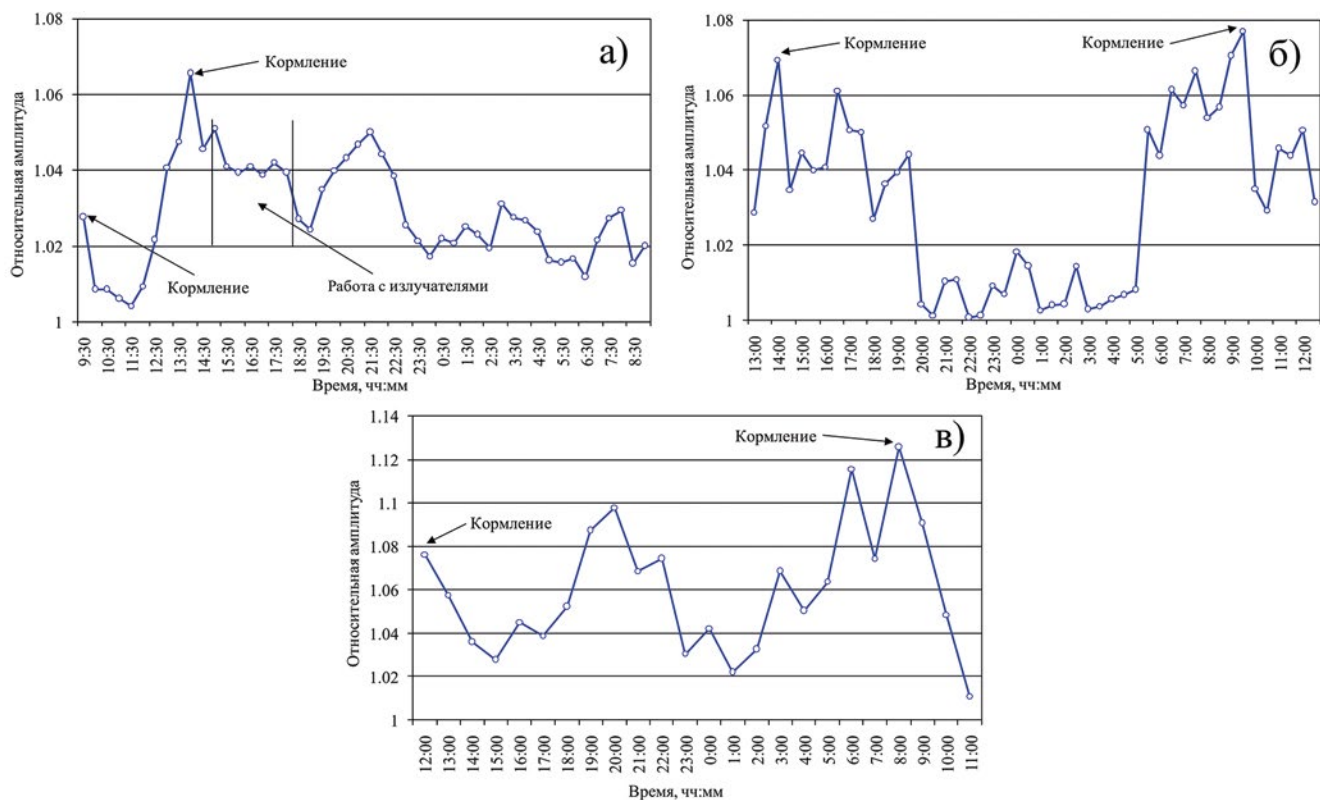 а)
Относительная амплитуда
1.08
1.06
1.04
1.02
1
Кормление
Кормление
Работа с излучателями
9:30 10:30 11:30 12:30 13:30 14:30 15:30 16:30 17:30 18:30 19:30 20:30 21:30 22:30 23:30 0:30 1:30 2:30 3:30 4:30 5:30 6:30 7:30 8:30
Время, чч:мм
б)
Относительная амплитуда
1.08
1.06
1.04
1.02
1
Кормление
Кормление
13:00 14:00 15:00 16:00 17:00 18:00 19:00 20:00 21:00 22:00 23:00 0:00 1:00 2:00 3:00 4:00 5:00 6:00 7:00 8:00 9:00 10:00 11:00 12:00
Время, чч:мм
в)
Относительная амплитуда
1.14
1.12
1.1
1.08
1.06
1.04
1.02
1
Кормление
Кормление
12:00 13:00 14:00 15:00 16:00 17:00 18:00 19:00 20:00 21:00 22:00 23:00 0:00 1:00 2:00 3:00 4:00 5:00 6:00 7:00 8:00 9:00 10:00 11:00
Время, чч:мм